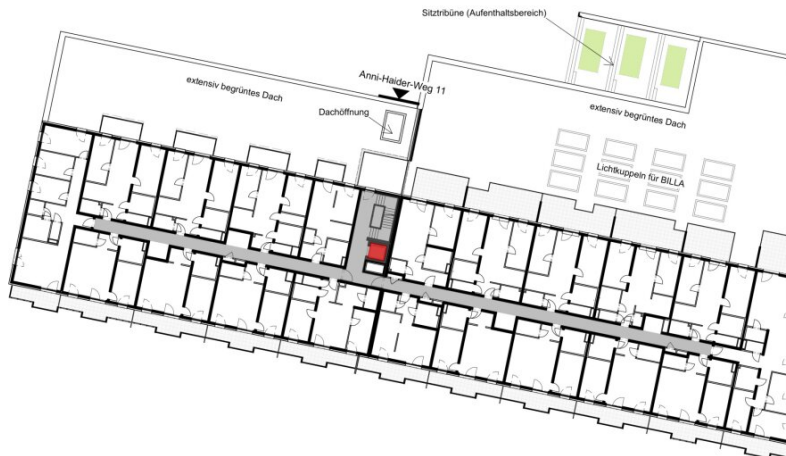 Sitztribüne (Aufenthaltsbereich)
Anni-Haider-Weg 11
extensiv begrüntes Dach
extensiv begrüntes Dach
Dachöffnung
Lichtkuppeln für BILLA